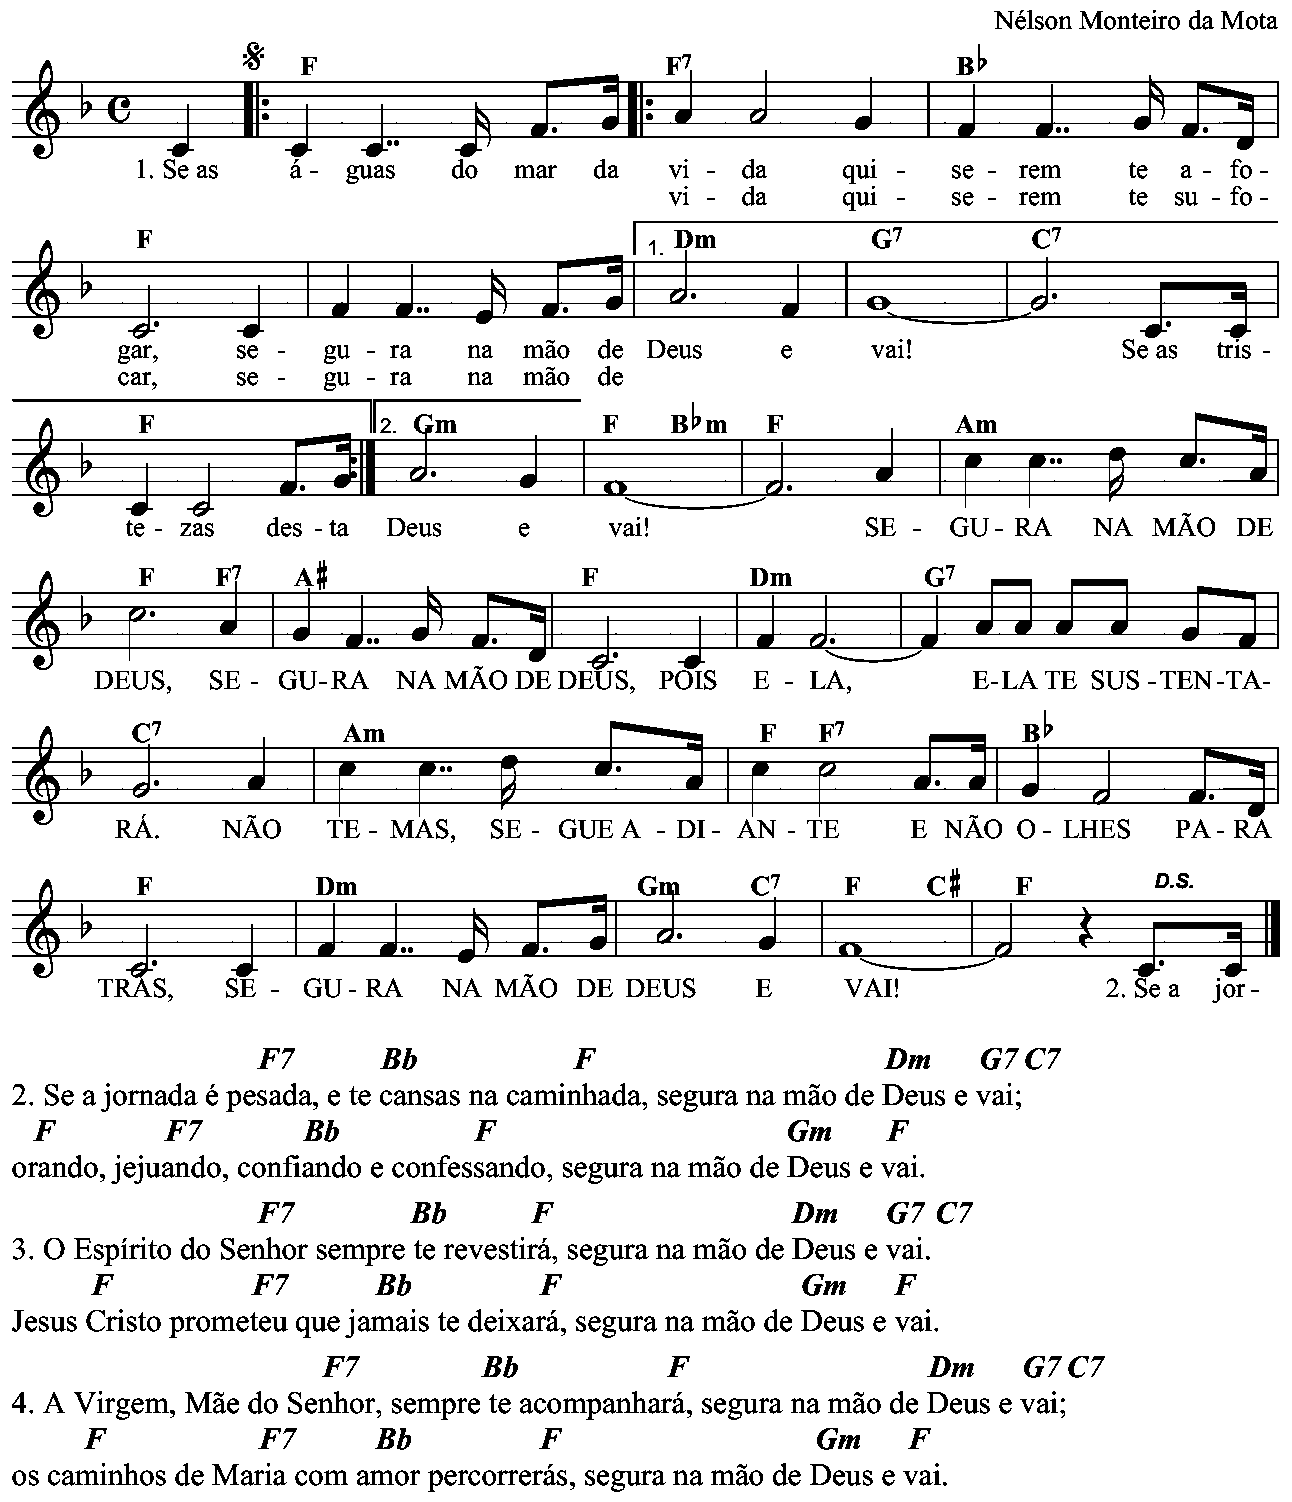 Nélson Monteiro da Mota
F F7 B♭
1. Se as á - guas do mar da vi - da qui - se - rem te a - fo -
vi - da qui - se - rem te su - fo -
F 1. Dm G7 C7
gar, se - gu - ra na mão de Deus e vai! Se as tris -
car, se - gu - ra na mão de
F 2. Gm F B♭m F Am
te - zas des - ta Deus e vai! SE - GU - RA NA MÃO DE
F F7 A♯ F Dm G7
DEUS, SE - GU - RA NA MÃO DE DEUS, POIS E - LA, E - LA TE SUS - TEN - TA -
C7 Am F F7 B♭
RÁ. NÃO TE - MAS, SE - GUE A - DI - AN - TE E NÃO O - LHES PA - RA
F Dm Gm C7 F C♯ F D.S.
TRÁS, SE - GU - RA NA MÃO DE DEUS E VAI! 2. Se a jor -
F7 Bb F Dm G7 C7
2. Se a jornada é pesada, e te cansas na caminhada, segura na mão de Deus e vai;
F F7 Bb F Gm F
orando, jejuando, confiando e confessando, segura na mão de Deus e vai.
F7 Bb F Dm G7 C7
3. O Espírito do Senhor sempre te revestirá, segura na mão de Deus e vai.
F F7 Bb F Gm F
Jesus Cristo prometeu que jamais te deixará, segura na mão de Deus e vai.
F7 Bb F Dm G7 C7
4. A Virgem, Mãe do Senhor, sempre te acompanhará, segura na mão de Deus e vai;
F F7 Bb F Gm F
os caminhos de Maria com amor percorrerás, segura na mão de Deus e vai.